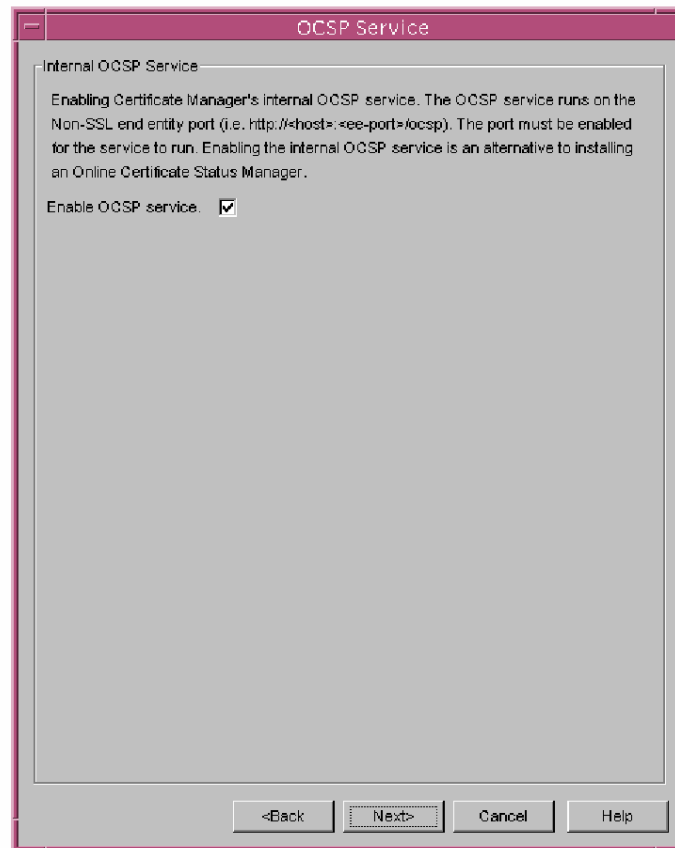 OCSP Service
Internal OCSP Service
Enabling Certificate Manager's internal OCSP service. The OCSP service runs on the
Non-SSL end entity port (i.e. http://<host>:<ee-port>/ocsp). The port must be enabled
for the service to run. Enabling the internal OCSP service is an alternative to installing
an Online Certificate Status Manager.
Enable OCSP service.
<Back Next> Cancel Help